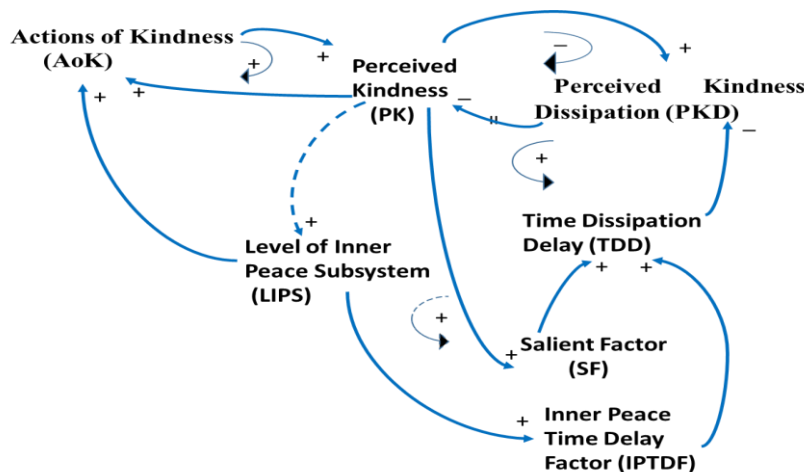 Actions of Kindness
(AoK)
+
+
+
+
+
Perceived
Kindness
(PK)
–
+
–
Perceived Kindness
Dissipation (PKD)
"
–
+
Time Dissipation
Delay (TDD)
+ +
+
Level of Inner
Peace Subsystem
(LIPS)
+
+
Salient Factor
(SF)
+
Inner Peace
Time Delay
Factor (IPTDF)